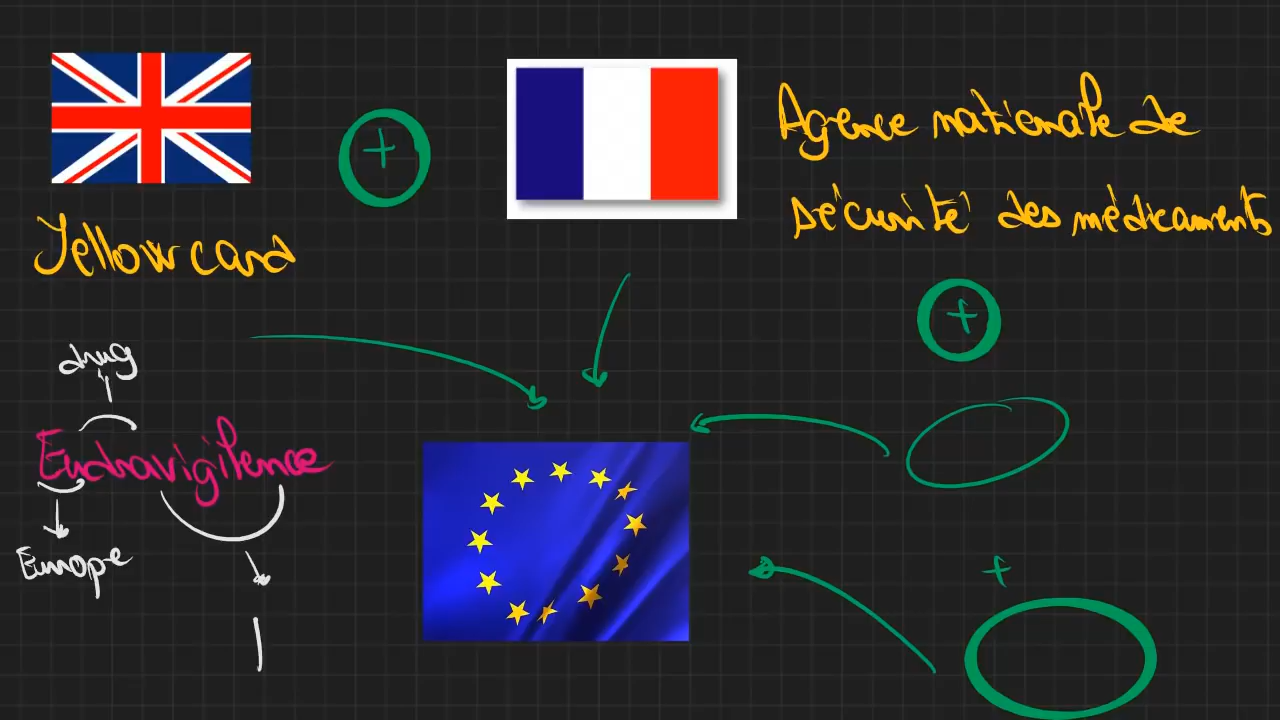 Agence nationale de
sécurité des médicaments
Yellow card
+
+
drug
Eudravigilence
Europe
+